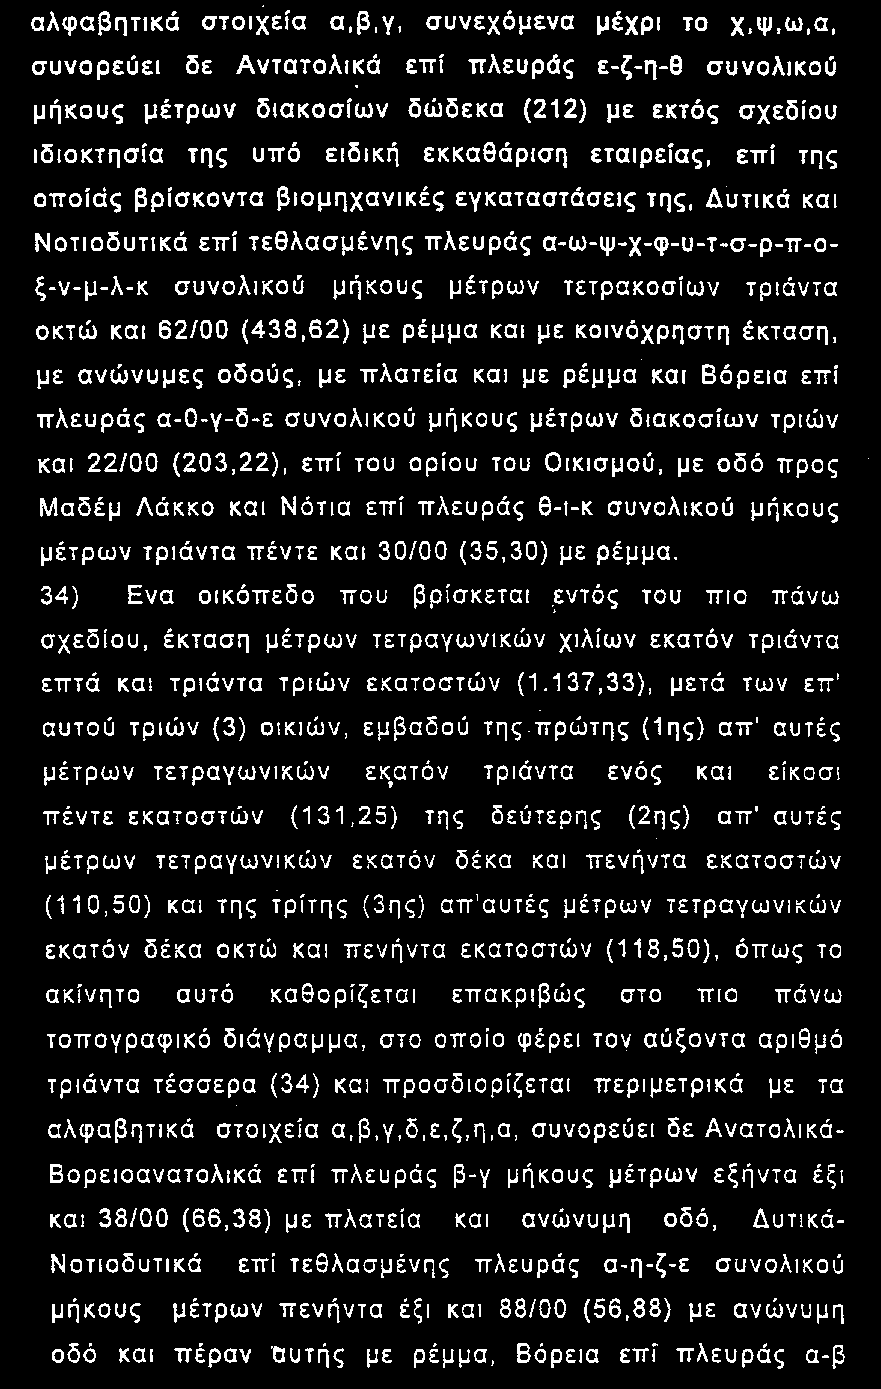 αλφαβητικά στοιχεία α,β,γ, συνεχόμενα μέχρι το χ,ψ,ω,α,
συνορεύει δε Αντατολικά επί πλευράς ε-ζ-η-θ συνολικού
μήκους μέτρων διακοσίων δώδεκα (212) με εκτός σχεδίου
ιδιοκτησία της υπό ειδική εκκαθάριση εταιρείας, επί της
οποίας βρίσκοντα βιομηχανικές εγκαταστάσεις της, Δυτικά και
Νοτιοδυτικά επί τεθλασμένης πλευράς α-ω-ψ-χ-φ-υ-τ-σ-ρ-π-ο-
ξ-ν-μ-λ-κ συνολικού μήκους μέτρων τετρακοσίων τριάντα
οκτώ και 62/00 (438,62) με ρέμμα και με κοινόχρηστη έκταση,
με ανώνυμες οδούς, με πλατεία και με ρέμμα και Βόρεια επί
πλευράς α-0-γ-δ-ε συνολικού μήκους μέτρων διακοσίων τριών
και 22/00 (203,22), επί του ορίου του Οικισμού, με οδό προς
Μαδέμ Λάκκο και Νότια επί πλευράς θ-ι-κ συνολικού μήκους
μέτρων τριάντα πέντε και 30/00 (35,30) με ρέμμα.
34) Ενα οικόπεδο που βρίσκεται εντός του πιο πάνω
σχεδίου, έκταση μέτρων τετραγωνικών χιλίων εκατόν τριάντα
επτά και τριάντα τριών εκατοστών (1.137,33), μετά των επ'
αυτού τριών (3) οικιών, εμβαδού της πρώτης (1ης) απ' αυτές
μέτρων τετραγωνικών εκατόν τριάντα ενός και είκοσι
πέντε εκατοστών (131,25) της δεύτερης (2ης) απ' αυτές
μέτρων τετραγωνικών εκατόν δέκα και πενήντα εκατοστών
(110,50) και της τρίτης (3ης) απ'αυτές μέτρων τετραγωνικών
εκατόν δέκα οκτώ και πενήντα εκατοστών (118,50), όπως το
ακίνητο αυτό καθορίζεται επακριβώς στο πιο πάνω
τοπογραφικό διάγραμμα, στο οποίο φέρει τον αύξοντα αριθμό
τριάντα τέσσερα (34) και προσδιορίζεται περιμετρικά με τα
αλφαβητικά στοιχεία α,β,γ,δ,ε,ζ,η,α, συνορεύει δε Ανατολικά-
Βορειοανατολικά επί πλευράς β-γ μήκους μέτρων εξήντα έξι
και 38/00 (66,38) με πλατεία και ανώνυμη οδό, Δυτικά-
Νοτιοδυτικά επί τεθλασμένης πλευράς α-η-ζ-ε συνολικού
μήκους μέτρων πενήντα έξι και 88/00 (56,88) με ανώνυμη
οδό και πέραν αυτής με ρέμμα, Βόρεια επί πλευράς α-β